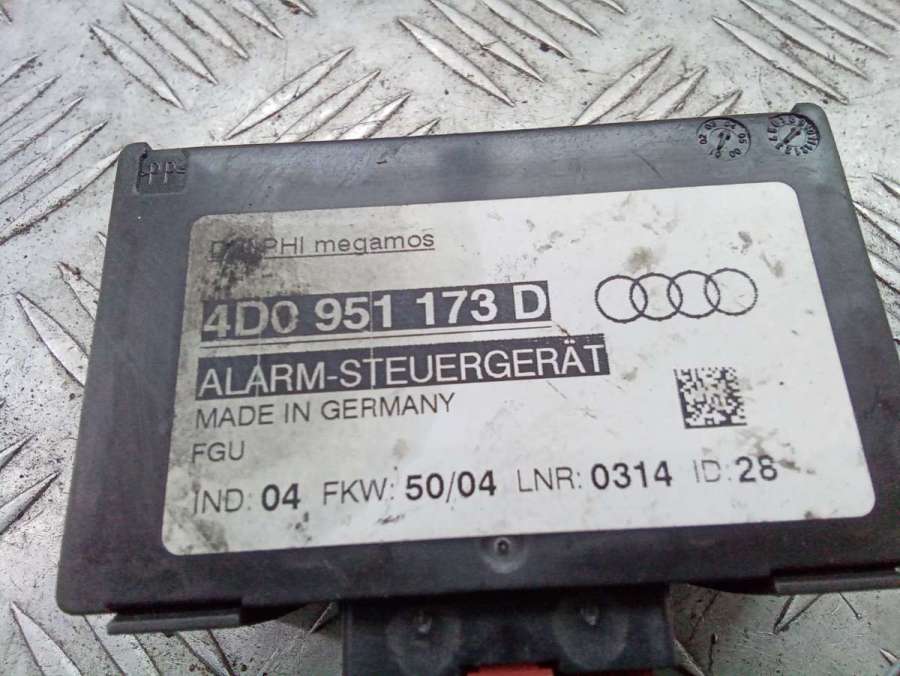 DELPHI megamos
4D0 951 173 D
ALARM-STEUERGERÄT
MADE IN GERMANY
FGU
IND: 04 FKW: 50/04 LNR: 0314 ID: 28